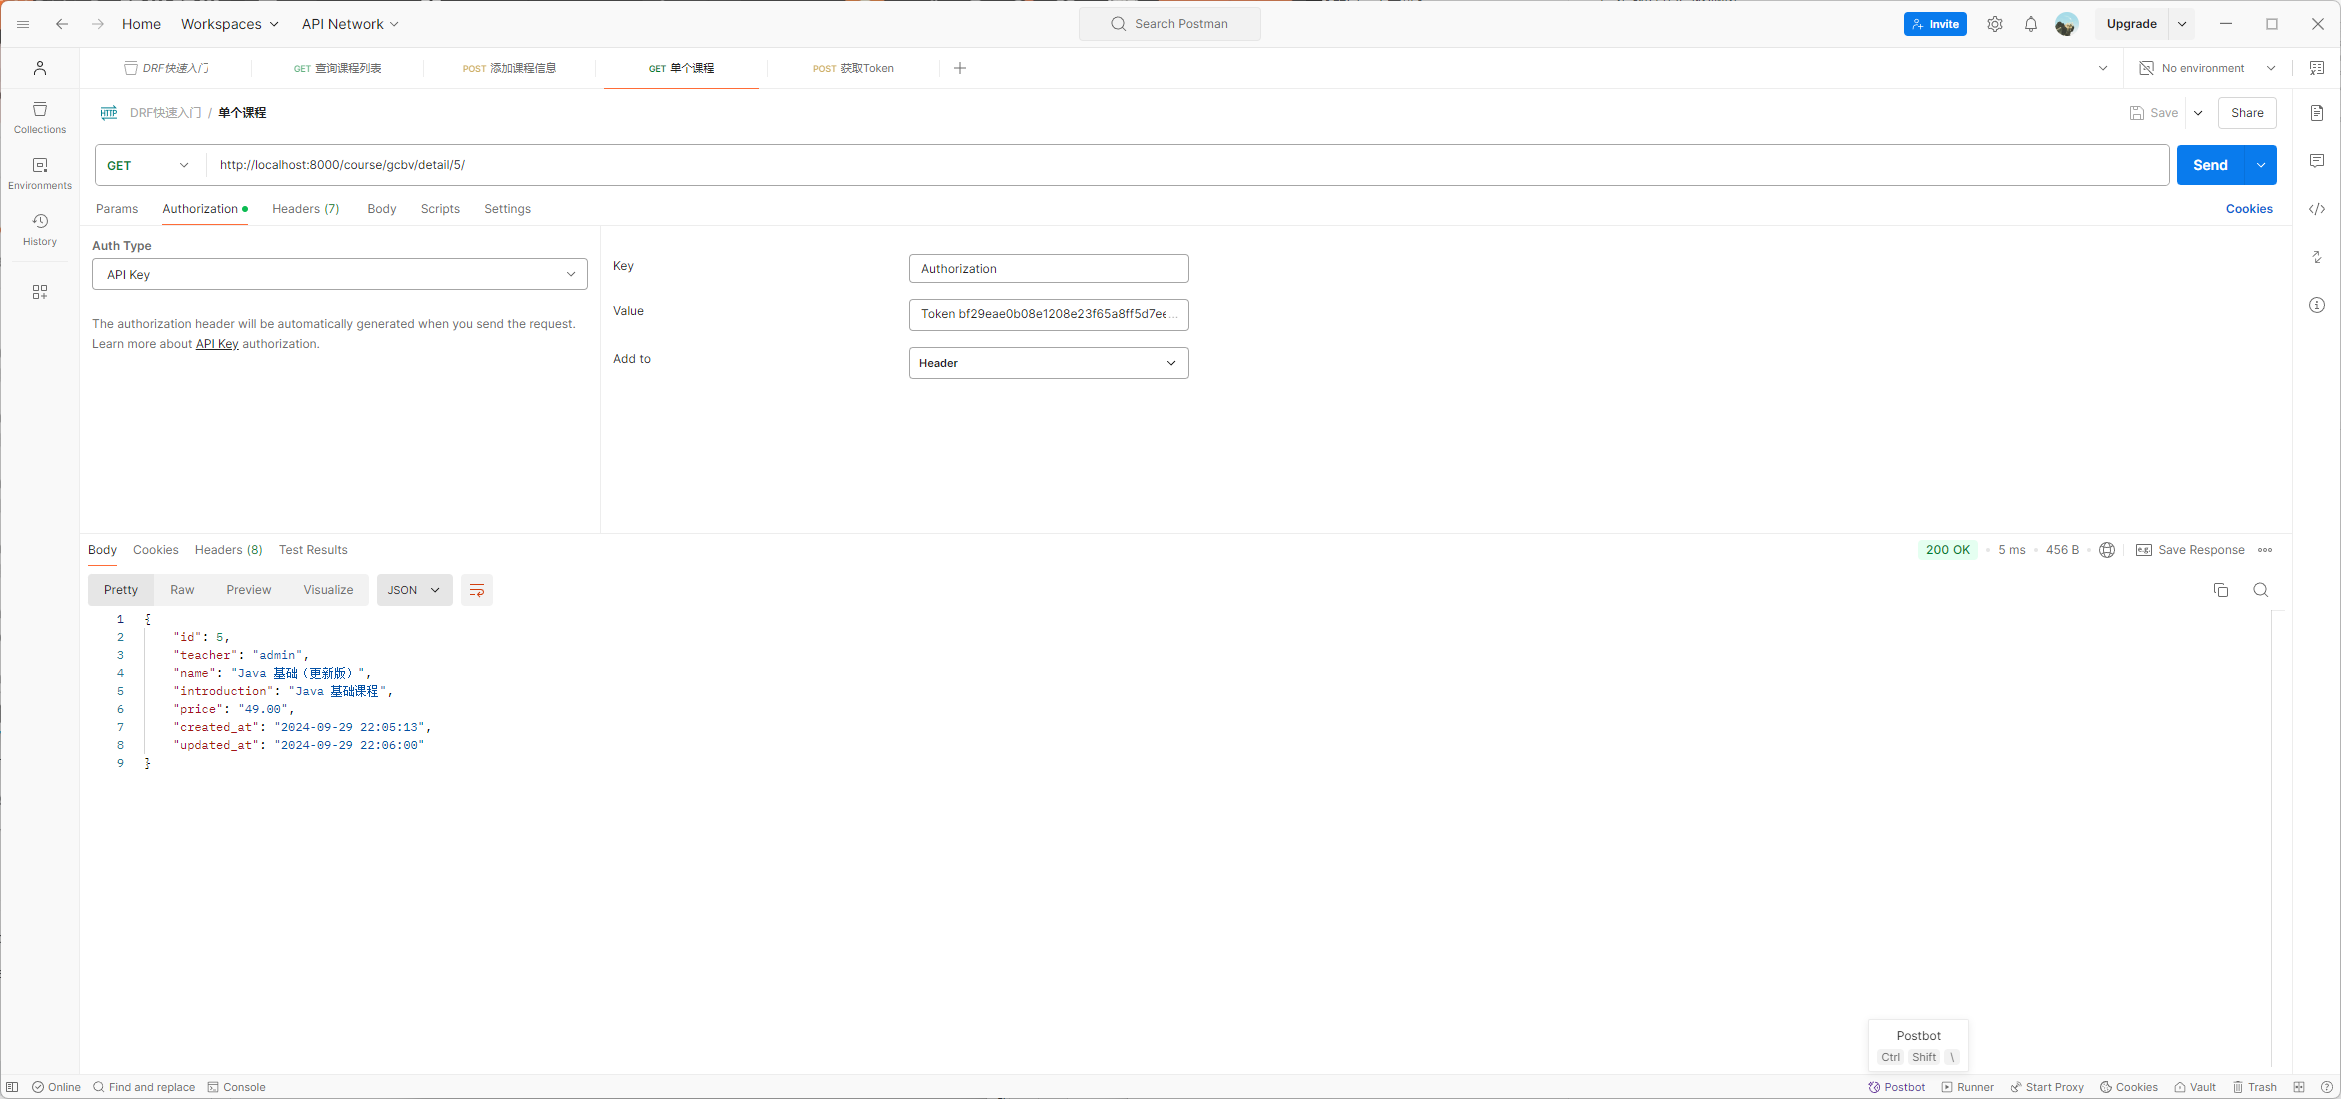 Home Workspaces API Network Search Postman Invite Upgrade
DRF快速入门 GET 查询课程列表 POST 添加课程信息 GET 单个课程 POST 获取Token No environment
Collections
Environments
History
DRF快速入门 / 单个课程 Save Share
GET http://localhost:8000/course/gcbv/detail/5/ Send
Params Authorization Headers (7) Body Scripts Settings Cookies
Auth Type
API Key
The authorization header will be automatically generated when you send the request.
Learn more about API Key authorization.
Key Authorization
Value Token bf29eae0b08e1208e23f65a8ff5d7ee...
Add to Header
Body Cookies Headers (8) Test Results 200 OK 5 ms 456 B e.g. Save Response
Pretty Raw Preview Visualize JSON
1 {
2 "id": 5,
3 "teacher": "admin",
4 "name": "Java 基础（更新版）",
5 "introduction": "Java 基础课程",
6 "price": "49.00",
7 "created_at": "2024-09-29 22:05:13",
8 "updated_at": "2024-09-29 22:06:00"
9 }
Postbot
Ctrl Shift \
Online Find and replace Console Postbot Runner Start Proxy Cookies Vault Trash